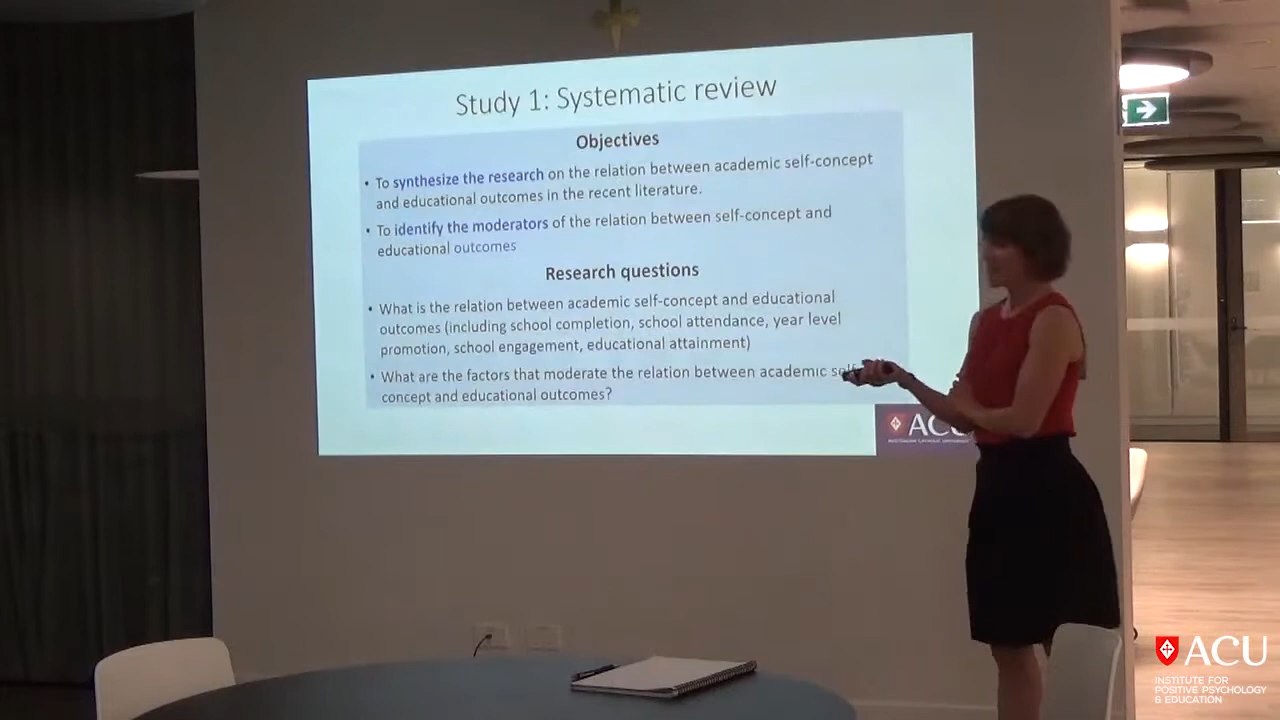 Study 1: Systematic review
Objectives
• To synthesize the research on the relation between academic self-concept
and educational outcomes in the recent literature.
• To identify the moderators of the relation between self-concept and
educational outcomes
Research questions
• What is the relation between academic self-concept and educational
outcomes (including school completion, school attendance, year level
promotion, school engagement, educational attainment)
• What are the factors that moderate the relation between academic self-
concept and educational outcomes?
ACU
ACU
INSTITUTE FOR
POSITIVE PSYCHOLOGY
& EDUCATION